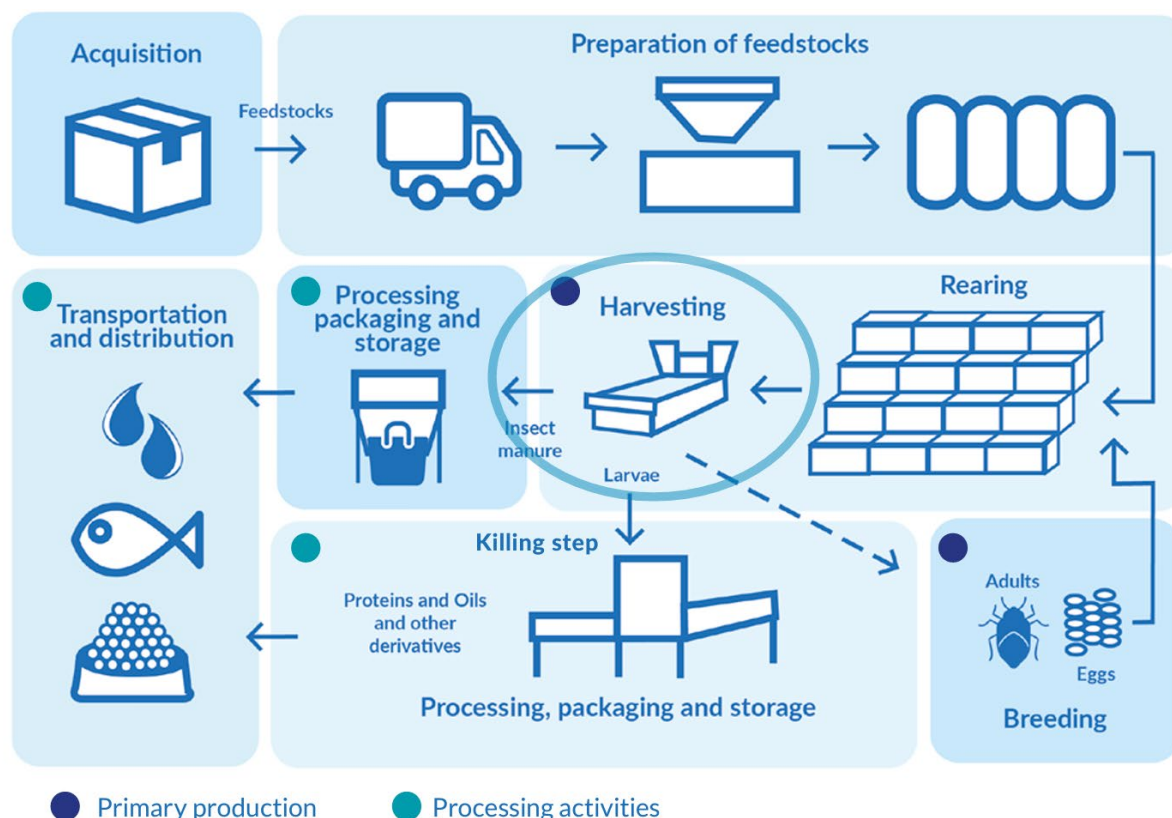 Acquisition
Feedstocks
Preparation of feedstocks
Transportation
and distribution
Processing
packaging and
storage
Harvesting
Rearing
Insect
manure
Larvae
Killing step
Proteins and Oils
and other
derivatives
Processing, packaging and storage
Adults
Eggs
Breeding
Primary production
Processing activities